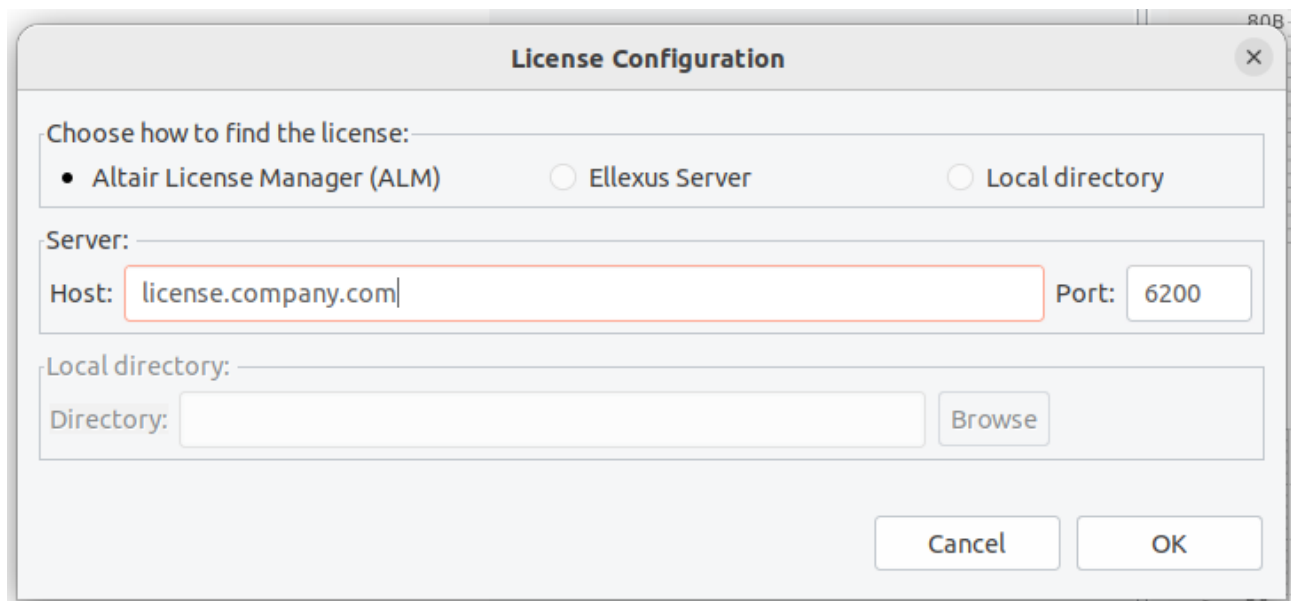 80B
License Configuration
Choose how to find the license:
Altair License Manager (ALM) Ellexus Server Local directory
Server:
Host: license.company.com Port: 6200
Local directory:
Directory: Browse
Cancel OK